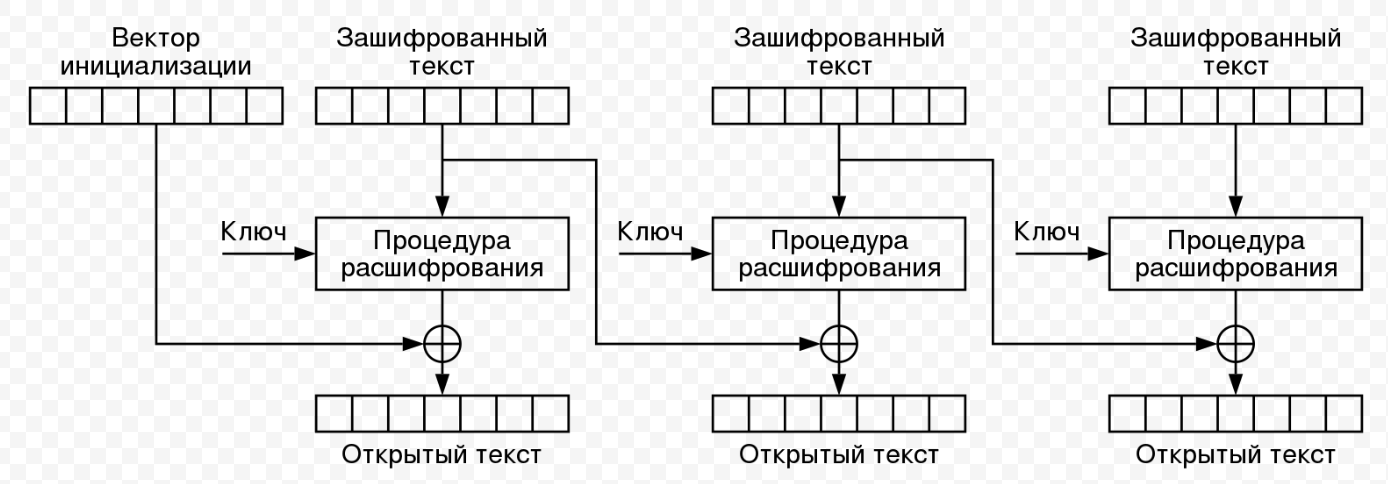 Вектор
инициализации
Зашифрованный
текст
Зашифрованный
текст
Зашифрованный
текст
Ключ
Процедура
расшифрования
Ключ
Процедура
расшифрования
Ключ
Процедура
расшифрования
Открытый текст
Открытый текст
Открытый текст